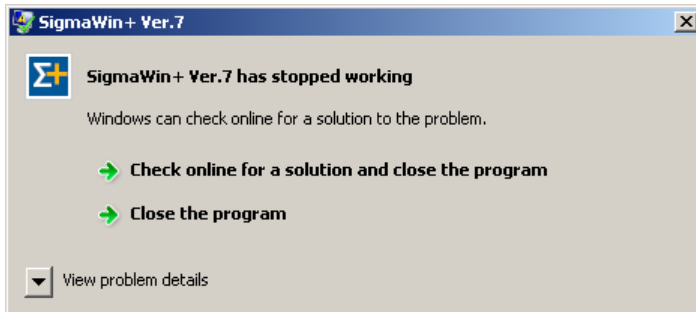 SigmaWin+ Ver.7
Σ+
SigmaWin+ Ver.7 has stopped working
Windows can check online for a solution to the problem.
Check online for a solution and close the program
Close the program
View problem details